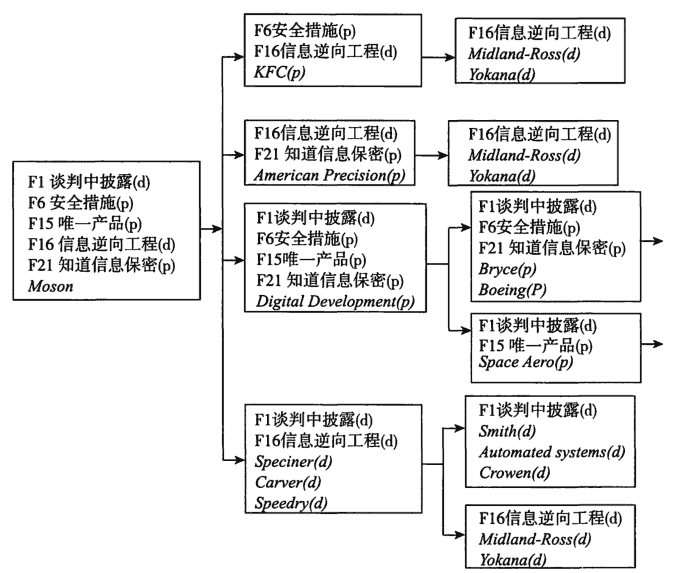 F1 谈判中披露(d)
F6 安全措施(p)
F15 唯一产品(p)
F16 信息逆向工程(d)
F21 知道信息保密(p)
Moson
F6安全措施(p)
F16信息逆向工程(d)
KFC(p)
F16信息逆向工程(d)
Midland-Ross(d)
Yokana(d)
F16信息逆向工程(d)
F21 知道信息保密(p)
American Precision(p)
F16信息逆向工程(d)
Midland-Ross(d)
Yokana(d)
F1谈判中披露(d)
F6安全措施(p)
F15唯一产品(p)
F21 知道信息保密(p)
Digital Development(p)
F1谈判中披露(d)
F6安全措施(p)
F21 知道信息保密(p)
Bryce(p)
Boeing(P)
F1谈判中披露(d)
F15 唯一产品(p)
Space Aero(p)
F1谈判中披露(d)
F16信息逆向工程(d)
Speciner(d)
Carver(d)
Speedry(d)
F1谈判中披露(d)
Smith(d)
Automated systems(d)
Crowen(d)
F16信息逆向工程(d)
Midland-Ross(d)
Yokana(d)